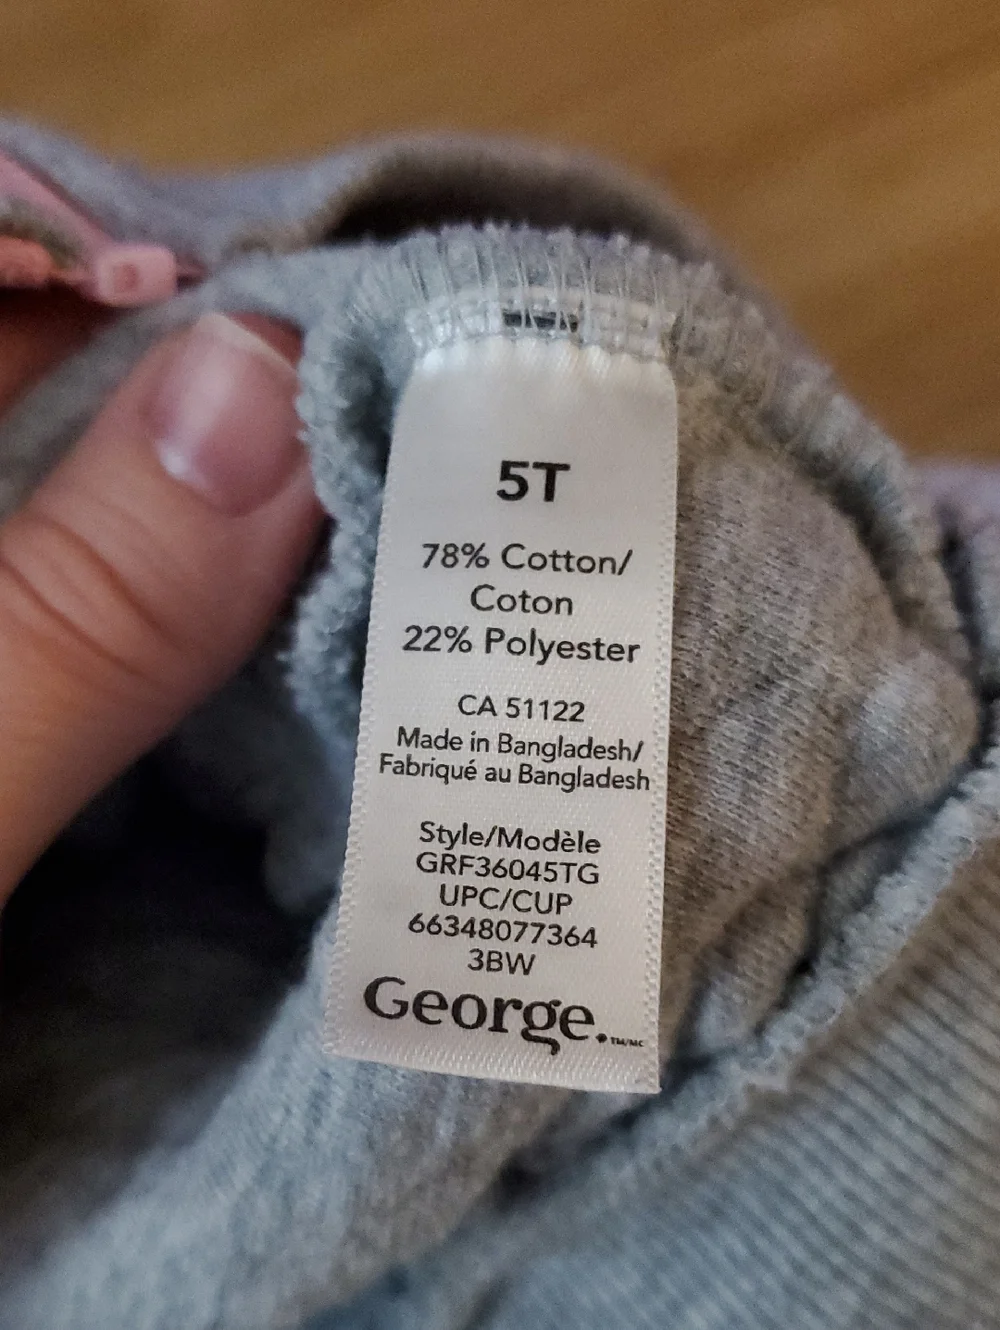 5T
78% Cotton/
Coton
22% Polyester
CA 51122
Made in Bangladesh/
Fabriqué au Bangladesh
Style/Modèle
GRF36045TG
UPC/CUP
66348077364
3BW
George.™/MC